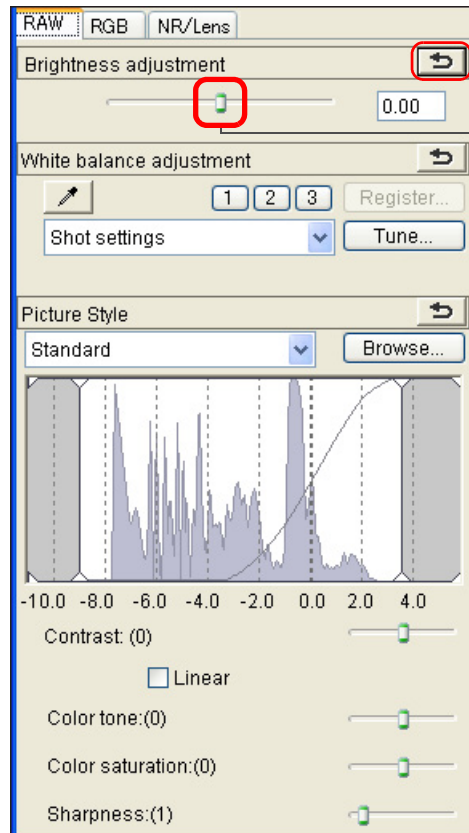 RAW RGB NR/Lens
Brightness adjustment
0.00
White balance adjustment
1 2 3 Register...
Shot settings Tune...
Picture Style
Standard Browse...
-10.0 -8.0 -6.0 -4.0 -2.0 0.0 2.0 4.0
Contrast: (0)
Linear
Color tone:(0)
Color saturation:(0)
Sharpness:(1)